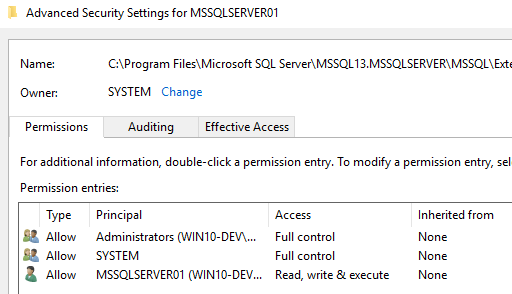 Advanced Security Settings for MSSQLSERVER01
Name: C:\Program Files\Microsoft SQL Server\MSSQL13.MSSQLSERVER\MSSQL\Exte
Owner: SYSTEM Change
Permissions Auditing Effective Access
For additional information, double-click a permission entry. To modify a permission entry, sel
Permission entries:
Type Principal Access Inherited from
Allow Administrators (WIN10-DEV\... Full control None
Allow SYSTEM Full control None
Allow MSSQLSERVER01 (WIN10-DEV... Read, write & execute None